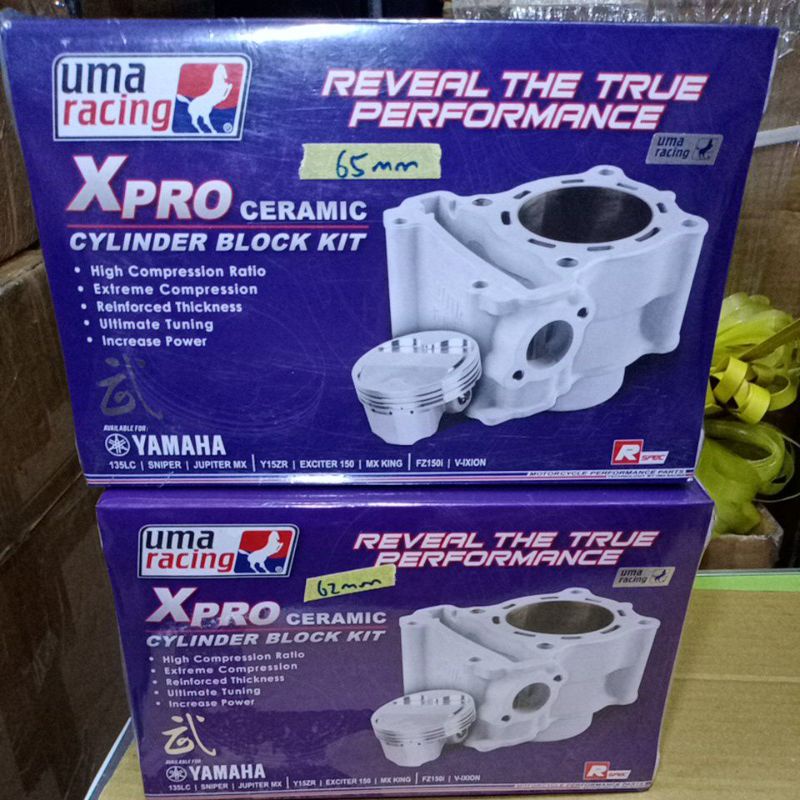 uma
racing
REVEAL THE TRUE
PERFORMANCE
uma
racing
65mm
XPRO CERAMIC
CYLINDER BLOCK KIT
• High Compression Ratio
• Extreme Compression
• Reinforced Thickness
• Ultimate Tuning
• Increase Power
武
AVAILABLE FOR:
YAMAHA
135LC | SNIPER | JUPITER MX | Y15ZR | EXCITER 150 | MX KING | FZ150i | V-IXION
R SPEC
MOTORCYCLE PERFORMANCE PARTS
uma
racing
REVEAL THE TRUE
PERFORMANCE
uma
racing
62mm
XPRO CERAMIC
CYLINDER BLOCK KIT
• High Compression Ratio
• Extreme Compression
• Reinforced Thickness
• Ultimate Tuning
• Increase Power
武
AVAILABLE FOR:
YAMAHA
135LC | SNIPER | JUPITER MX | Y15ZR | EXCITER 150 | MX KING | FZ150i | V-IXION
R SPEC